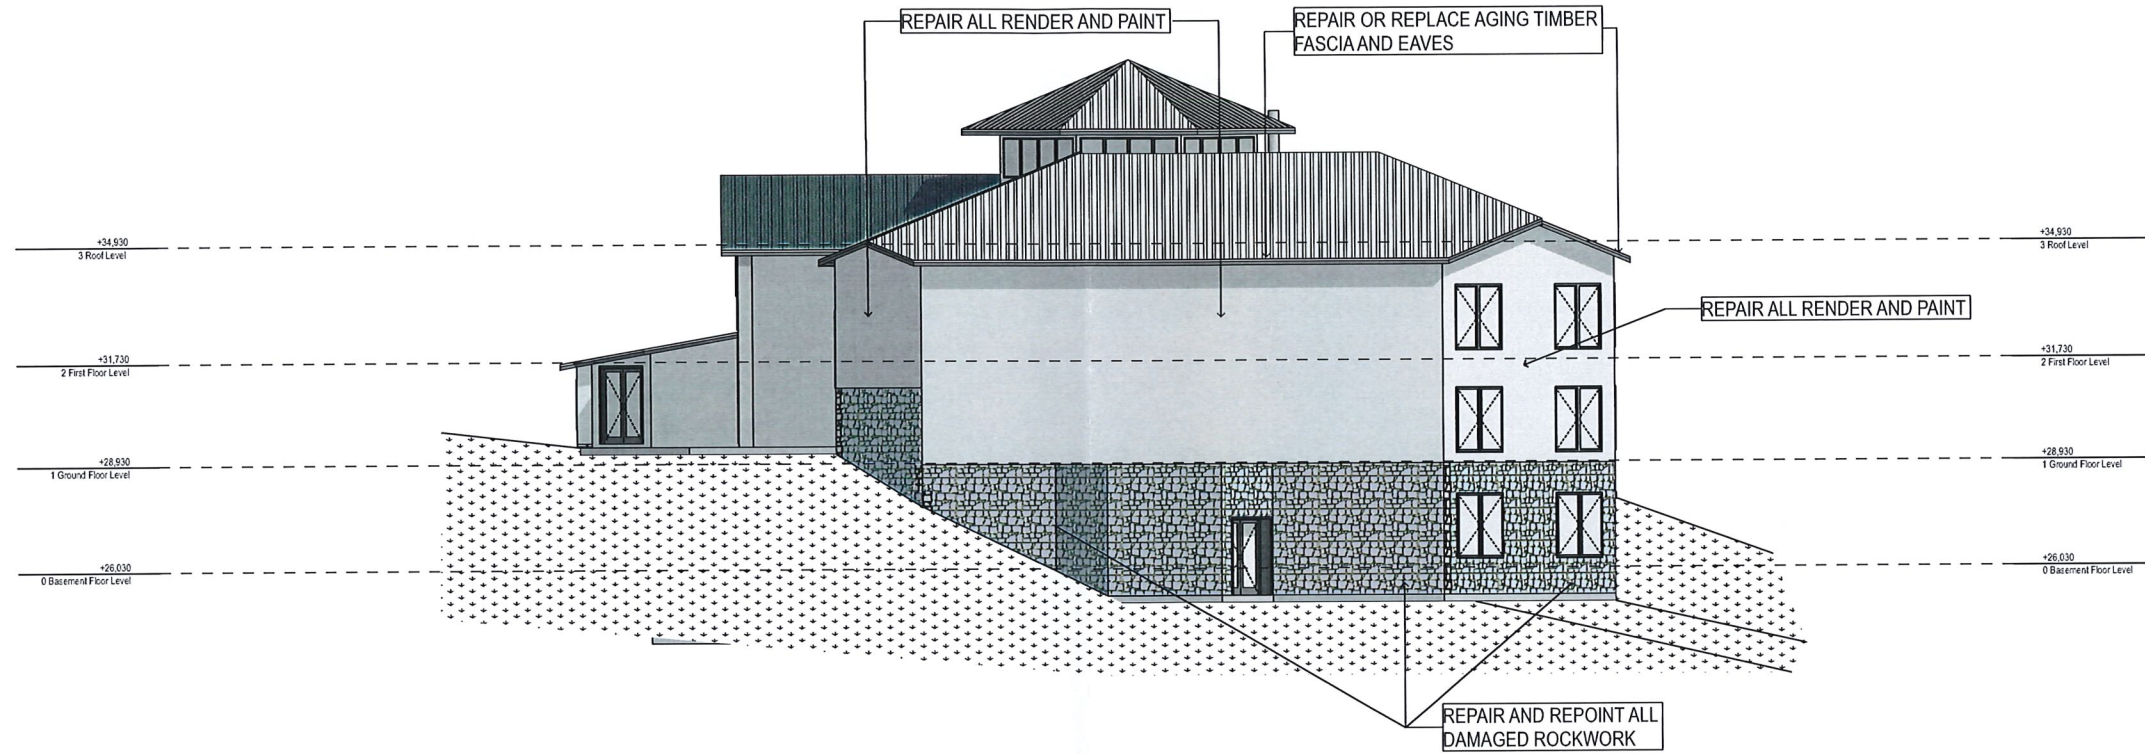 REPAIR ALL RENDER AND PAINT
REPAIR OR REPLACE AGING TIMBER
FASCIA AND EAVES
+34,930
3 Roof Level
+34,930
3 Roof Level
REPAIR ALL RENDER AND PAINT
+31,730
2 First Floor Level
+31,730
2 First Floor Level
+28,930
1 Ground Floor Level
+28,930
1 Ground Floor Level
+26,030
0 Basement Floor Level
+26,030
0 Basement Floor Level
REPAIR AND REPOINT ALL
DAMAGED ROCKWORK